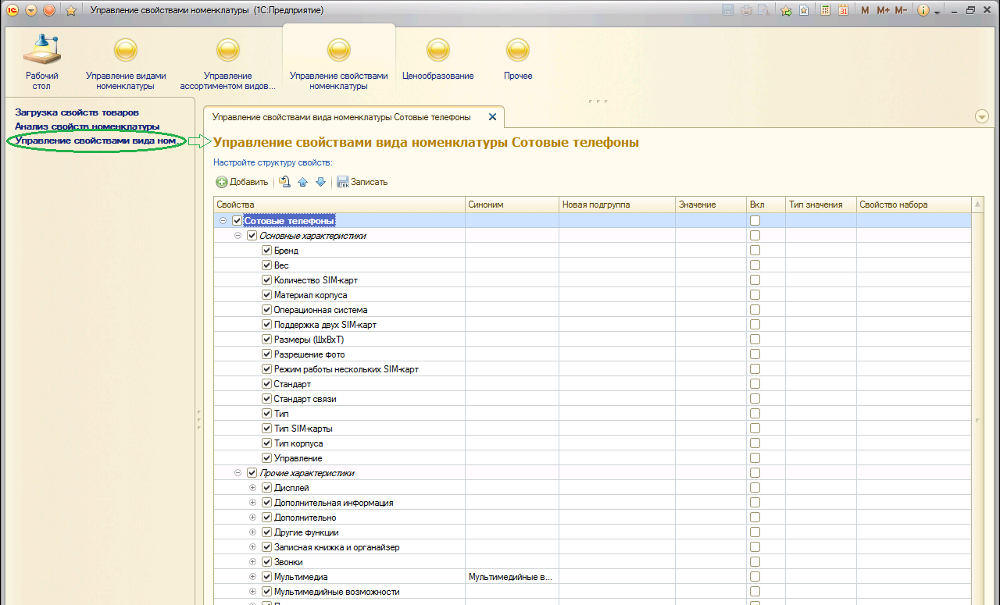 Управление свойствами номенклатуры (1С:Предприятие)
M M+ M-
Рабочий стол
Управление видами номенклатуры
Управление ассортиментом видов...
Управление свойствами номенклатуры
Ценообразование
Прочее
Загрузка свойств товаров
Анализ свойств номенклатуры
Управление свойствами вида ном.
Управление свойствами вида номенклатуры Сотовые телефоны
Управление свойствами вида номенклатуры Сотовые телефоны
Настройте структуру свойств:
Добавить
Записать
Свойства Синоним Новая подгруппа Значение Вкл Тип значения Свойство набора
Сотовые телефоны
Основные характеристики
Бренд
Вес
Количество SIM-карт
Материал корпуса
Операционная система
Поддержка двух SIM-карт
Размеры (ШхВхТ)
Разрешение фото
Режим работы нескольких SIM-карт
Стандарт
Стандарт связи
Тип
Тип SIM-карты
Тип корпуса
Управление
Прочие характеристики
Дисплей
Дополнительная информация
Дополнительно
Другие функции
Записная книжка и органайзер
Звонки
Мультимедиа Мультимедийные в...
Мультимедийные возможности